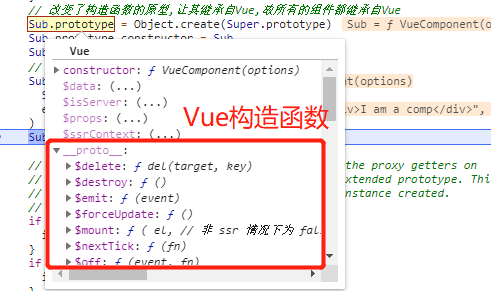 // 改变了构造函数的原型,让其继承自Vue,故所有的组件都继承自Vue
Sub.prototype = Object.create(Super.prototype) Sub = ƒ VueComponent(o
Sub.prototype.constructor = Sub
Vue
constructor: ƒ VueComponent(options)
$data: (...)
$isServer: (...)
$props: (...)
$ssrContext: (...)
Vue构造函数
__proto__:
$delete: ƒ del(target, key)
$destroy: ƒ ()
$emit: ƒ (event)
$forceUpdate: ƒ ()
$mount: ƒ ( el, // 非 ssr 情况下为 fal
$nextTick: ƒ (fn)
$off: ƒ (event, fn)
//
t(options)
iv>I am a comp</div>",
)
Sub
// the proxy getters on
// extended prototype. This
// nstance created.
if
}
if